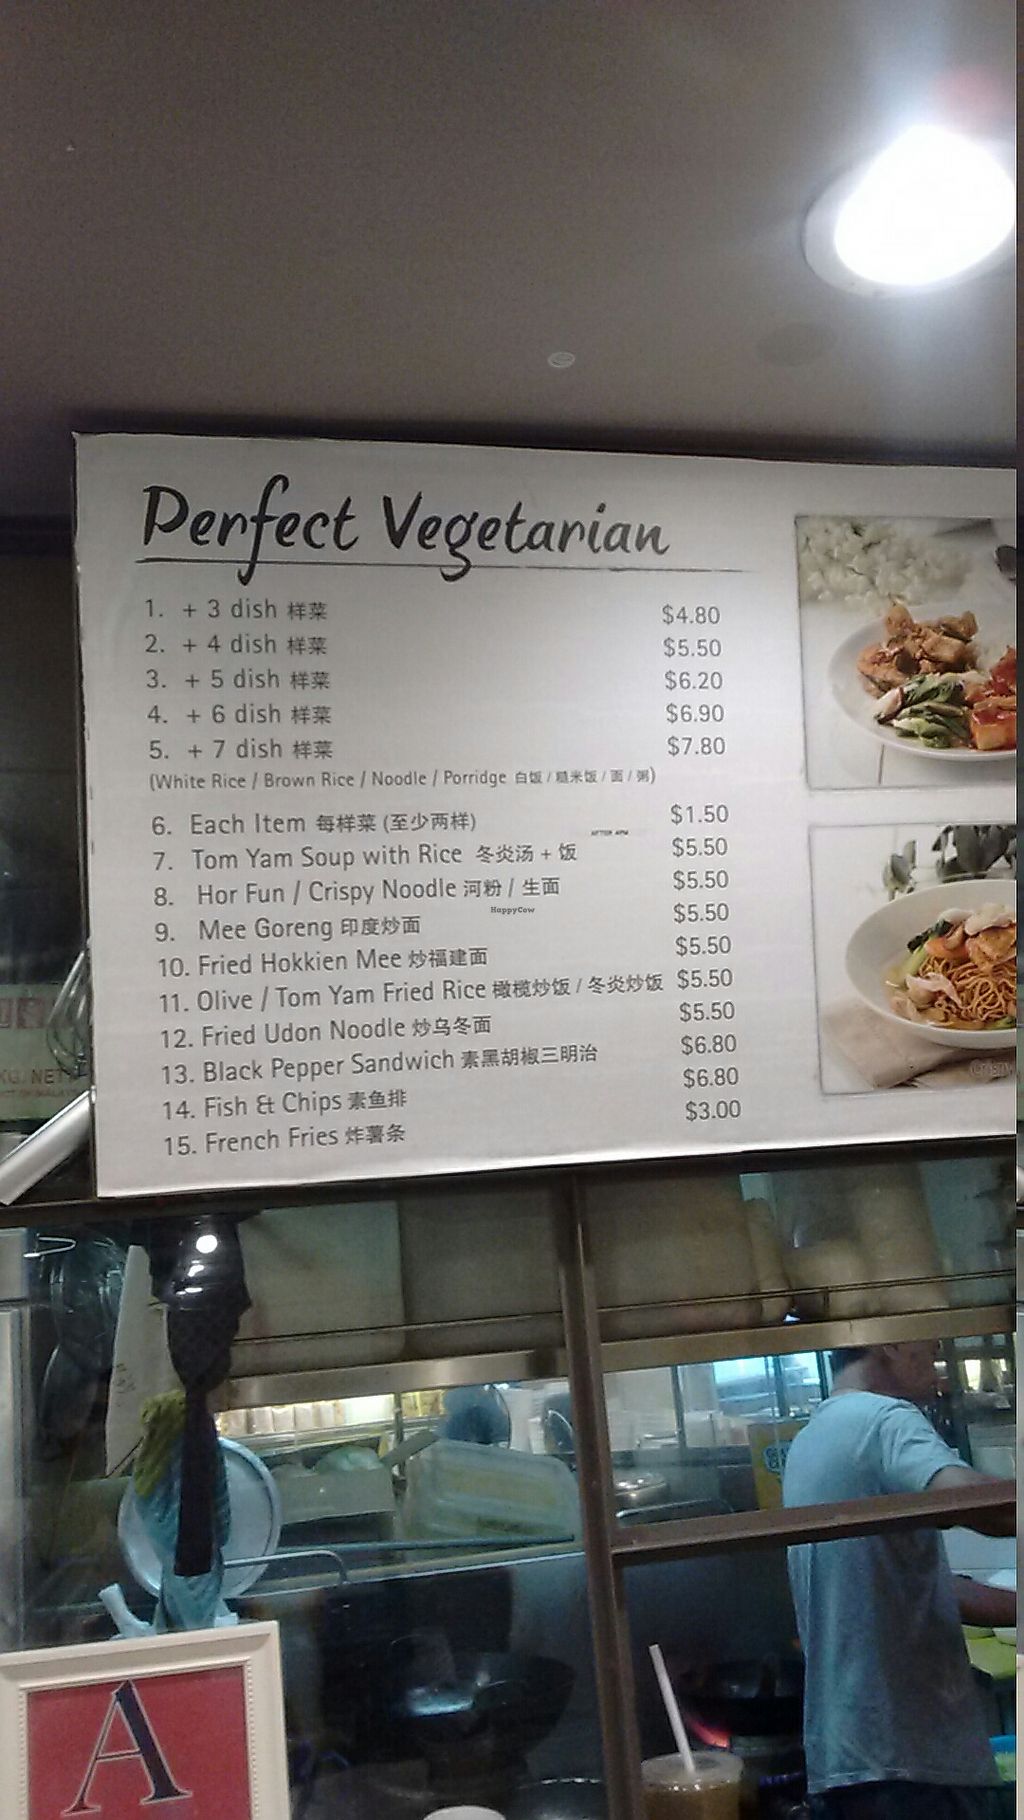 Perfect Vegetarian
1. + 3 dish 样菜 $4.80
2. + 4 dish 样菜 $5.50
3. + 5 dish 样菜 $6.20
4. + 6 dish 样菜 $6.90
5. + 7 dish 样菜 $7.80
(White Rice / Brown Rice / Noodle / Porridge 白饭 / 糙米饭 / 面 / 粥)
6. Each Item 每样菜 (至少两样) $1.50
AFTER 4PM
7. Tom Yam Soup with Rice 冬炎汤 + 饭 $5.50
8. Hor Fun / Crispy Noodle 河粉 / 生面 $5.50
HappyCow
9. Mee Goreng 印度炒面 $5.50
10. Fried Hokkien Mee 炒福建面 $5.50
11. Olive / Tom Yam Fried Rice 橄榄炒饭 / 冬炎炒饭 $5.50
12. Fried Udon Noodle 炒乌冬面 $5.50
13. Black Pepper Sandwich 素黑胡椒三明治 $6.80
14. Fish & Chips 素鱼排 $6.80
15. French Fries 炸薯条 $3.00
KG. NET
A